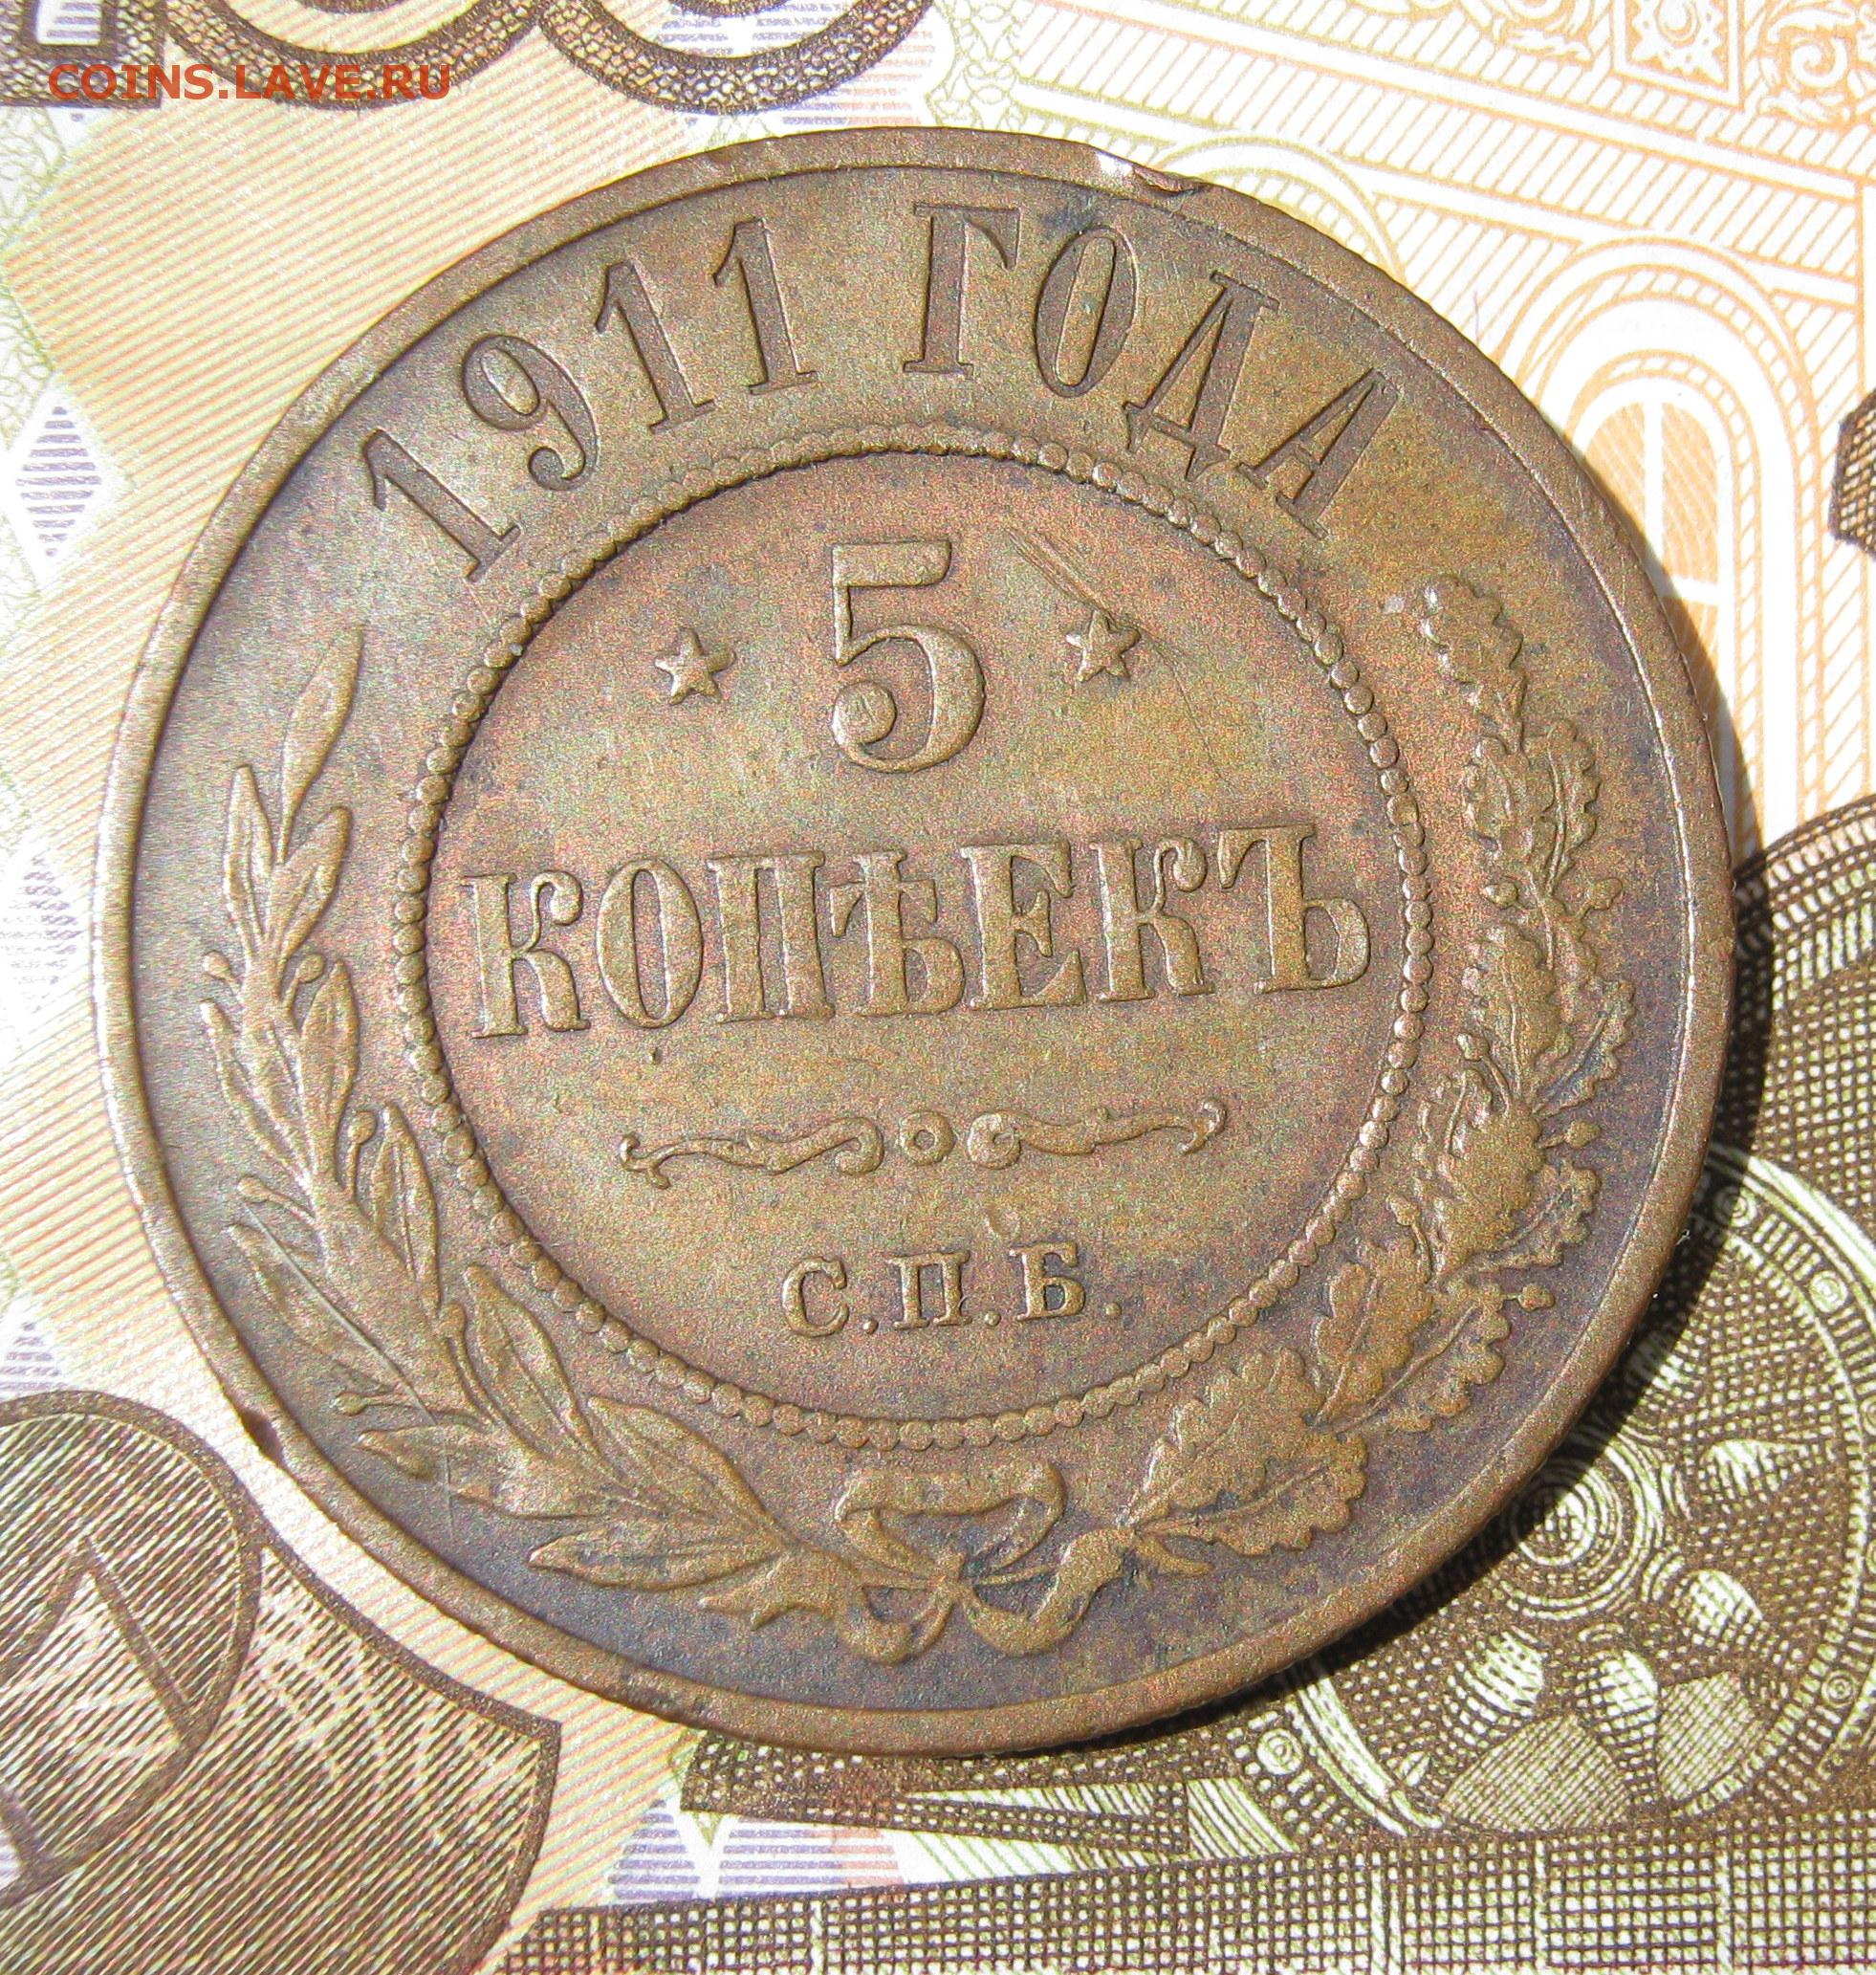 COINS.LAVE.RU
1911 ГОДА
5
КОПѢЕКЪ
С.П.Б.